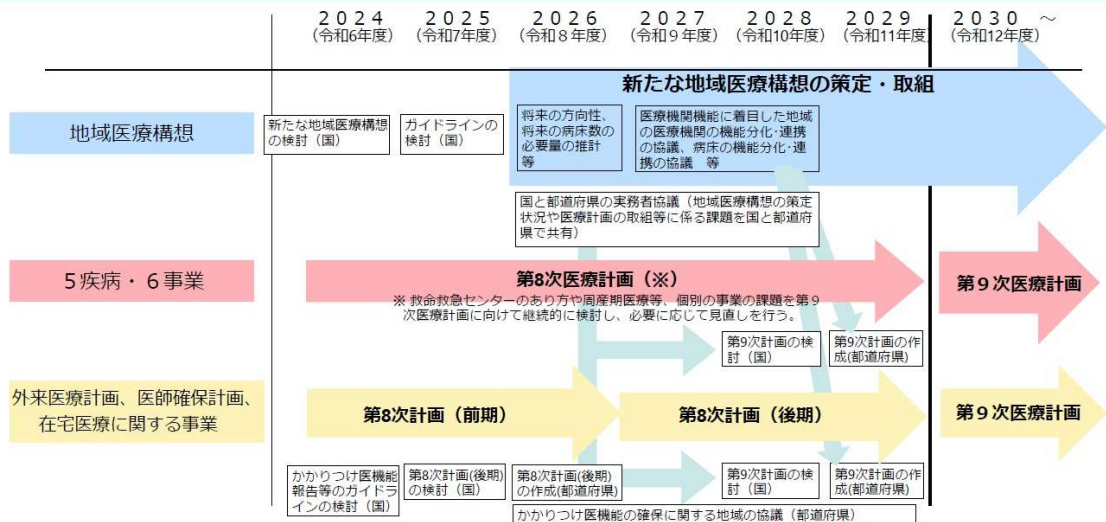 ２０２４ ２０２５ ２０２６ ２０２７ ２０２８ ２０２９ ２０３０ ～
(令和6年度) (令和7年度) (令和８年度) (令和９年度) (令和10年度) (令和11年度) (令和12年度)
新たな地域医療構想の策定・取組
地域医療構想
新たな地域医療構想
の検討（国）
ガイドラインの
検討（国）
将来の方向性、
将来の病床数の
必要量の推計
等
医療機関機能に着目した地域
の医療機関の機能分化・連携
の協議、病床の機能分化・連
携の協議　等
国と都道府県の実務者協議（地域医療構想の策定
状況や医療計画の取組等に係る課題を国と都道府
県で共有）
５疾病・６事業
第8次医療計画（※）
※ 救命救急センターのあり方や周産期医療等、個別の事業の課題を第９
次医療計画に向けて継続的に検討し、必要に応じて見直しを行う。
第９次医療計画
第9次計画の検
討（国）
第9次計画の作
成(都道府県)
外来医療計画、医師確保計画、
在宅医療に関する事業
第8次計画（前期）
第8次計画（後期）
第９次医療計画
かかりつけ医機能
報告等のガイドラ
インの検討（国）
第8次計画(後期)
の検討（国）
第8次計画(後期)
の作成(都道府県)
第9次計画の検
討（国）
第9次計画の作
成(都道府県)
かかりつけ医機能の確保に関する地域の協議（都道府県）